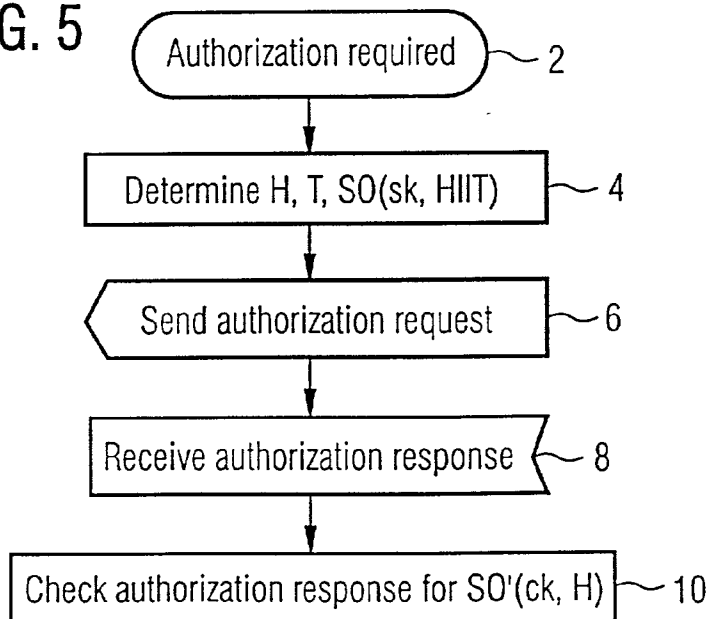 G. 5
Authorization required 2
Determine H, T, SO(sk, HIIT) 4
Send authorization request 6
Receive authorization response 8
Check authorization response for SO'(ck, H) 10